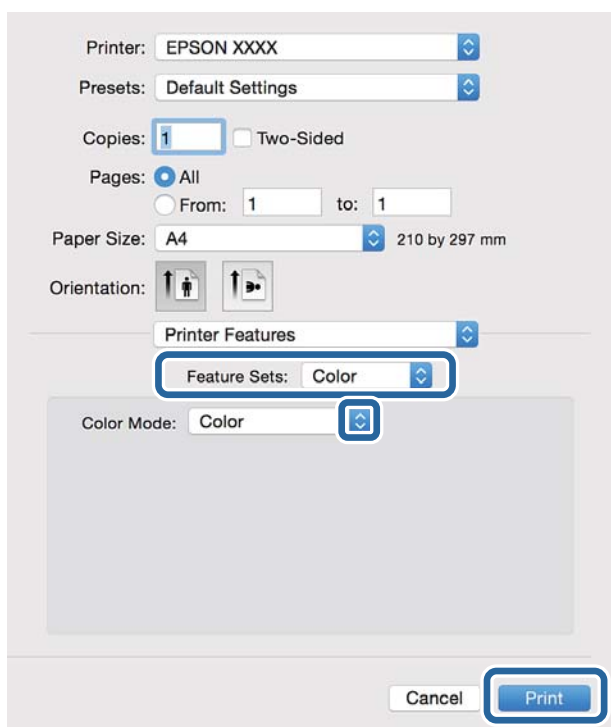 Printer: EPSON XXXX
Presets: Default Settings
Copies: 1 Two-Sided
Pages: All
From: 1 to: 1
Paper Size: A4 210 by 297 mm
Orientation:
Printer Features
Feature Sets: Color
Color Mode: Color
Cancel Print